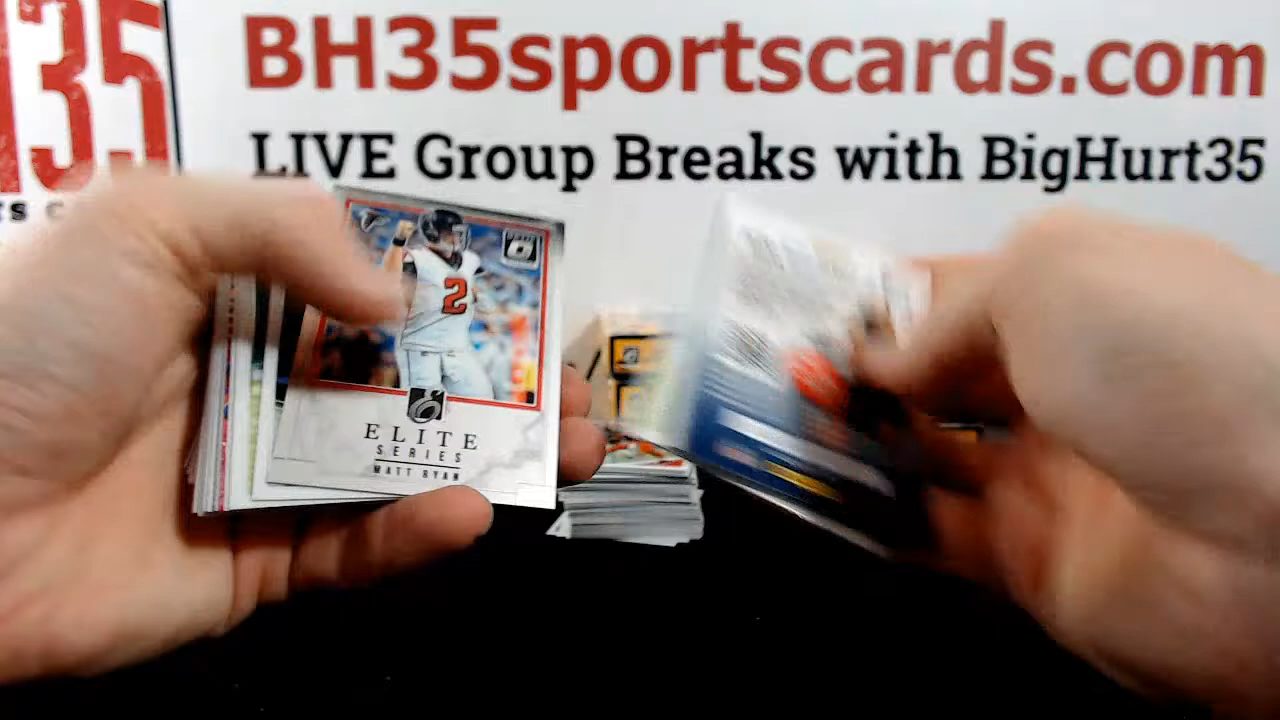 35
BH35sportscards.com
LIVE Group Breaks with BigHurt35
2
ELITE
SERIES
MATT RYAN